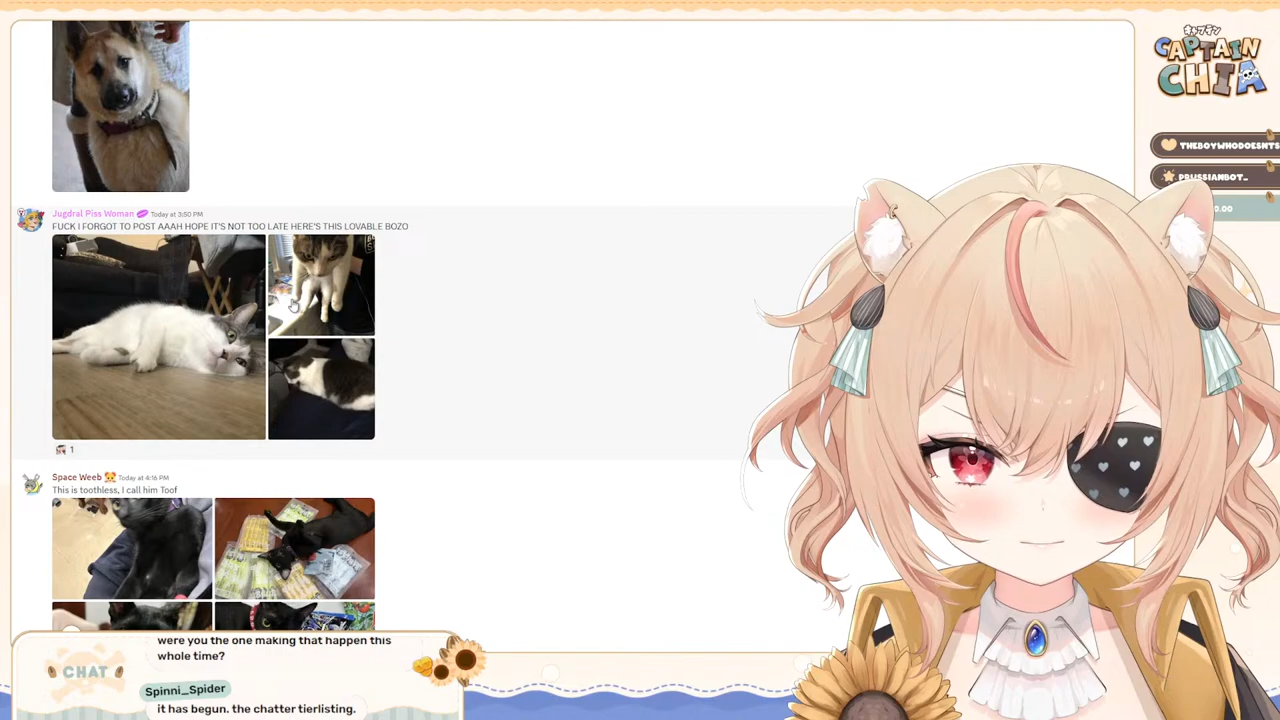 キャプテン
CAPTAIN
CHIA
THEBOYWHODOESNTS
PRUSSIANBOT_
0.00
Jugdral Piss Woman Today at 3:50 PM
FUCK I FORGOT TO POST AAAH HOPE IT'S NOT TOO LATE HERE'S THIS LOVABLE BOZO
1
Space Weeb Today at 4:16 PM
This is toothless, I call him Toof
CHAT
were you the one making that happen this
whole time?
Spinni_Spider
it has begun. the chatter tierlisting.